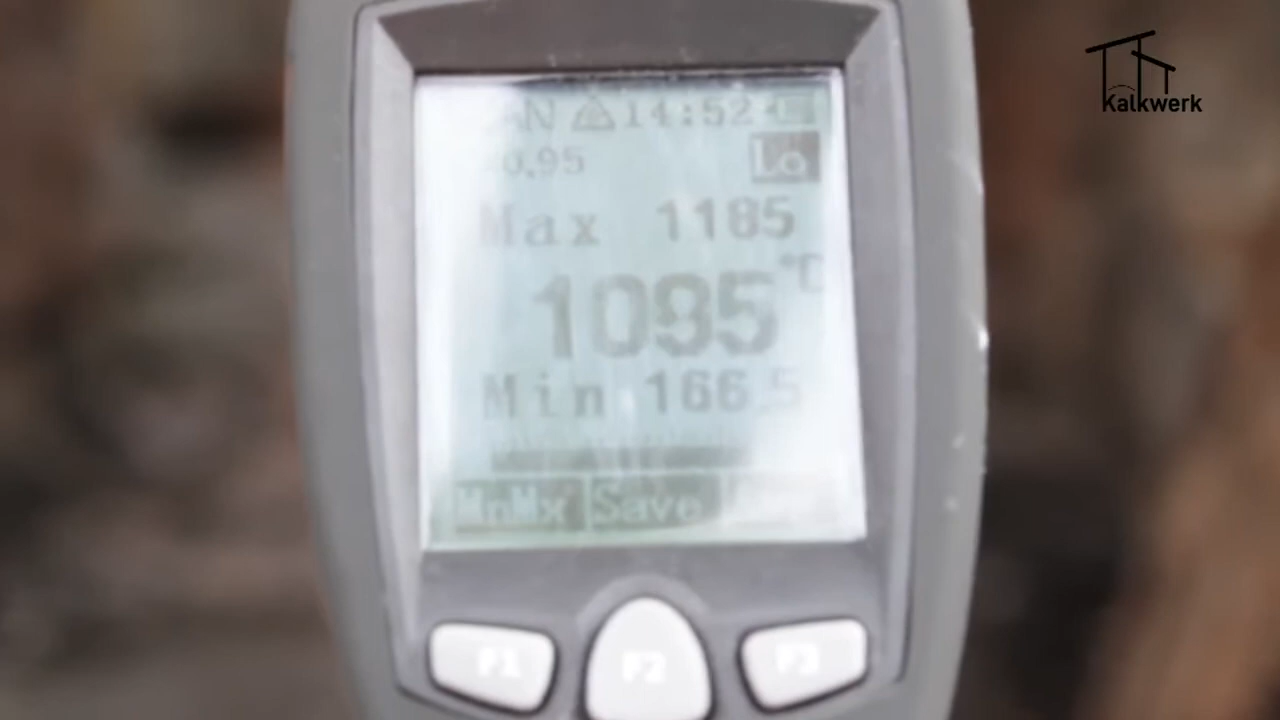 14:52
0.95 Lo
Max 1185
1095 °C
Min 166.5
MnMx Save
F1 F2 F3
Kalkwerk